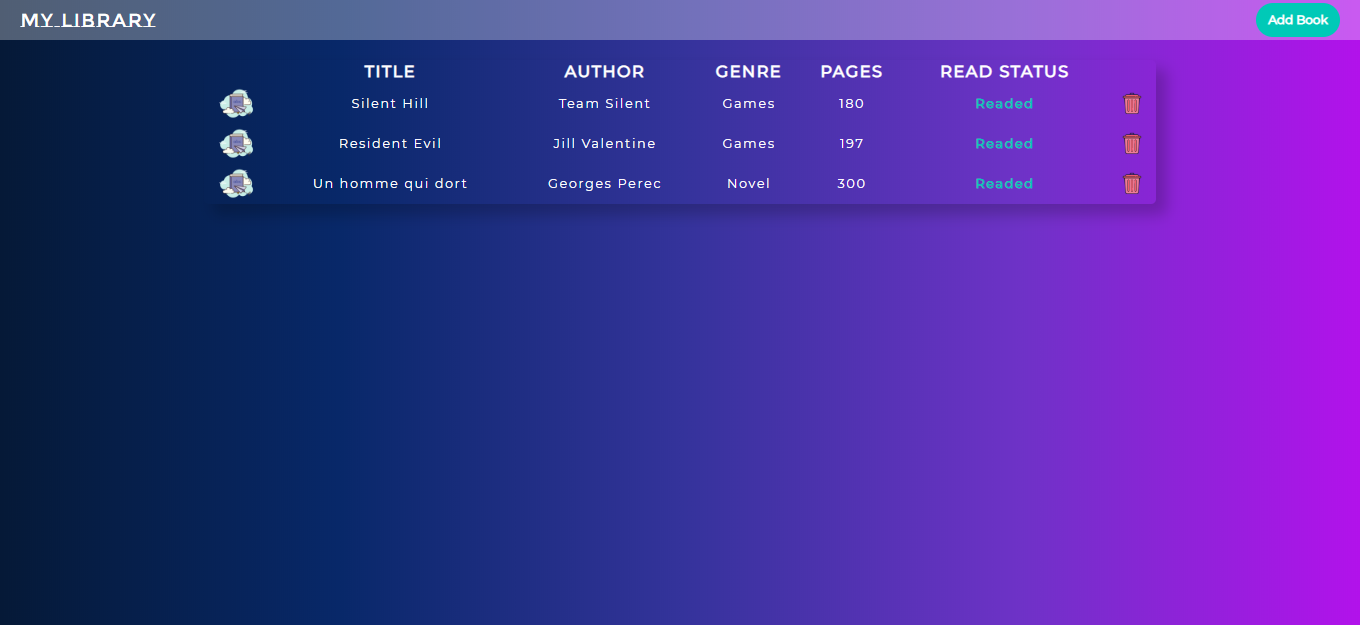 MY LIBRARY Add Book
TITLE AUTHOR GENRE PAGES READ STATUS
Silent Hill Team Silent Games 180 Readed
Resident Evil Jill Valentine Games 197 Readed
Un homme qui dort Georges Perec Novel 300 Readed